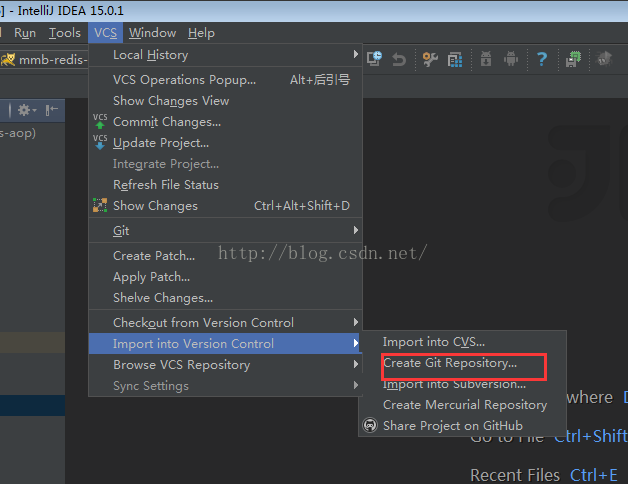 ] - IntelliJ IDEA 15.0.1
Run Tools VCS Window Help
mmb-redis-
s-aop)
Local History
VCS Operations Popup... Alt+后引号
Show Changes View
VCS Commit Changes...
VCS Update Project...
Integrate Project...
Refresh File Status
Show Changes Ctrl+Alt+Shift+D
Git
http://blog.csdn.net/
Create Patch...
Apply Patch...
Shelve Changes...
Checkout from Version Control
Import into Version Control
Browse VCS Repository
Sync Settings
Import into CVS...
Create Git Repository...
Import into Subversion...
Create Mercurial Repository
Share Project on GitHub
where D
Go to File Ctrl+Shift
Recent Files Ctrl+E